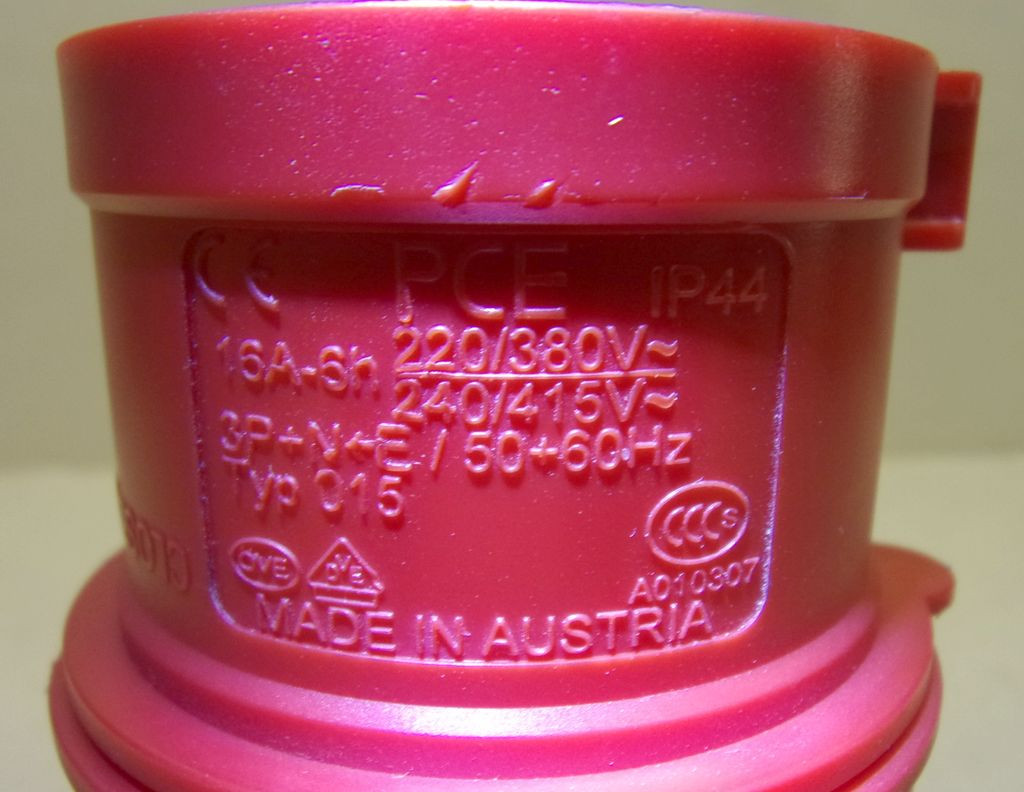 CE PCE IP44
16A-6h 220/380V~
240/415V~
3P+N+E / 50+60Hz
Typ 015
ÖVE ÖVE CCC S
A010307
MADE IN AUSTRIA